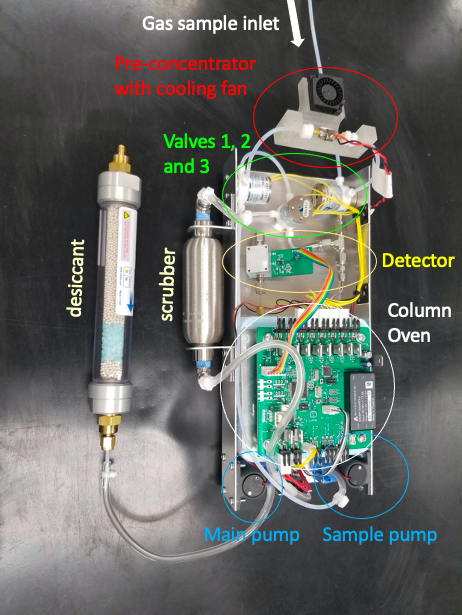 Gas sample inlet
Pre-concentrator
with cooling fan
Valves 1, 2
and 3
desiccant
scrubber
Detector
Column
Oven
Main pump
Sample pump